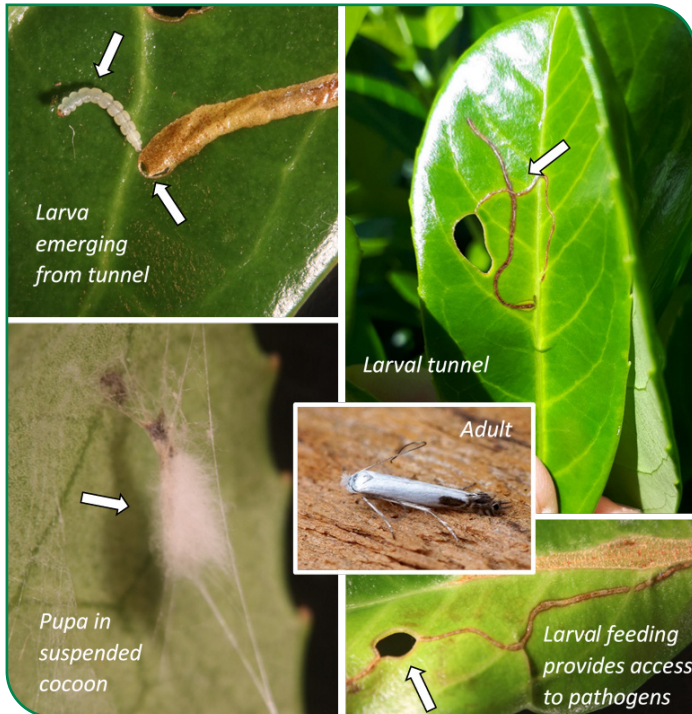 Larva
emerging
from tunnel
Larval tunnel
Adult
Pupa in
suspended
cocoon
Larval feeding
provides access
to pathogens